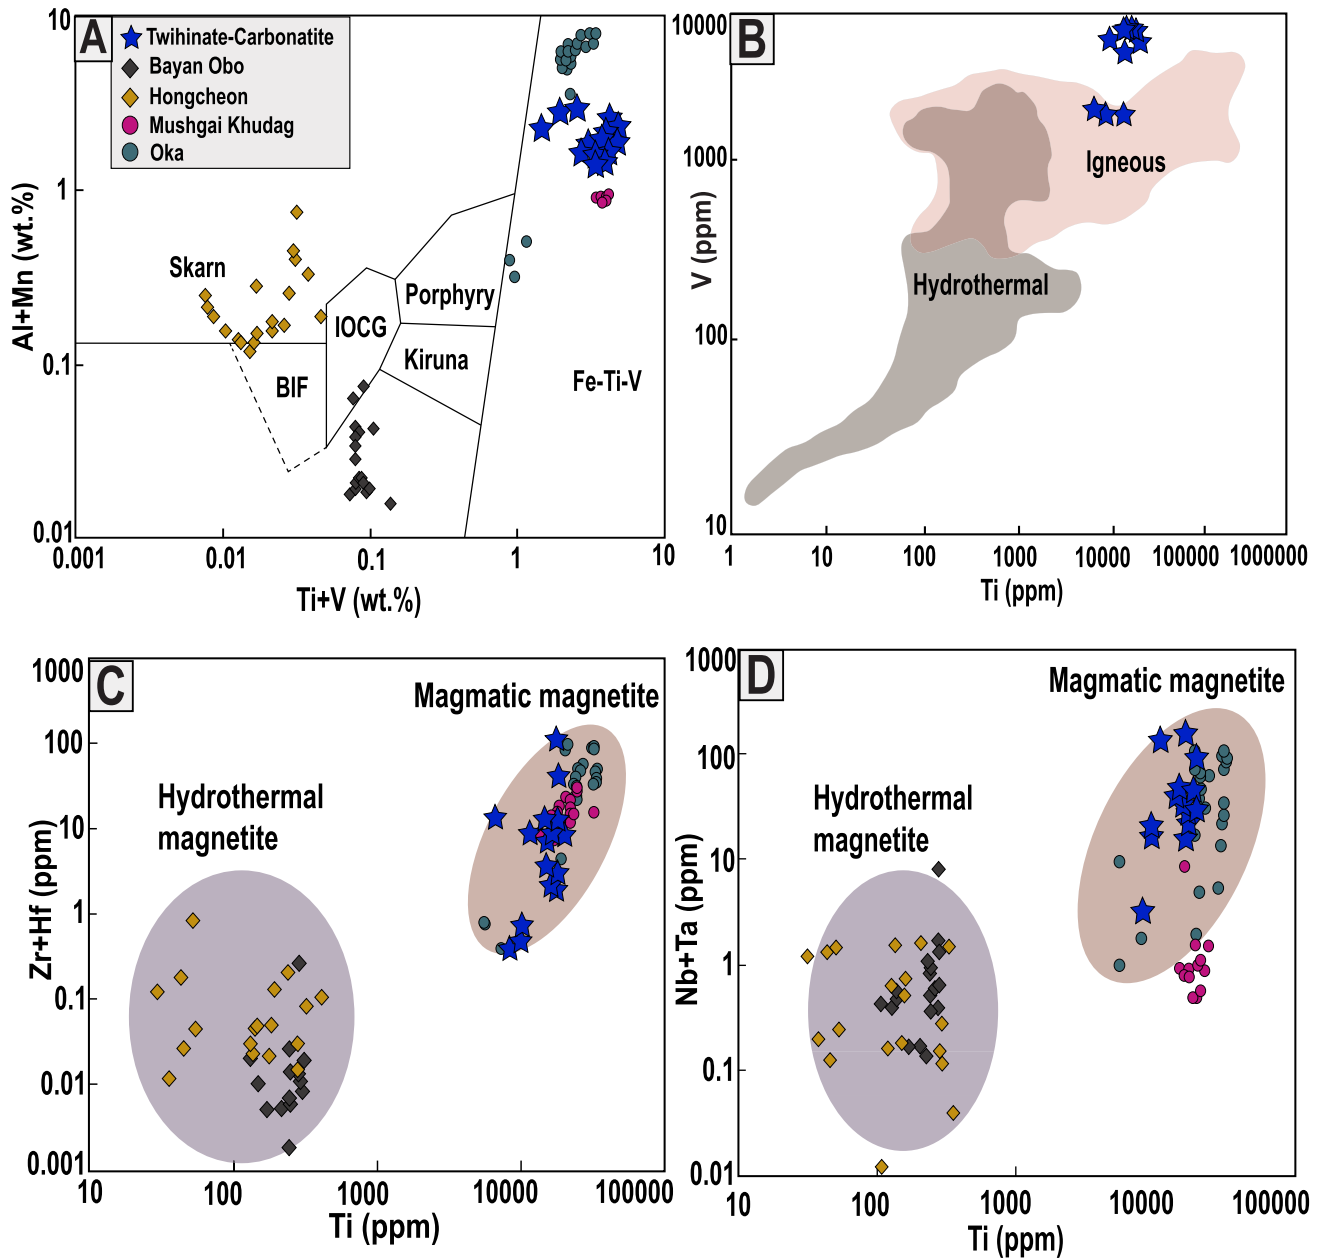 A
Twihinate-Carbonatite
Bayan Obo
Hongcheon
Mushgai Khudag
Oka
10
1
0.1
0.01
Al+Mn (wt.%)
Skarn
BIF
IOCG
Porphyry
Kiruna
Fe-Ti-V
0.001
0.01
0.1
1
10
Ti+V (wt.%)
B
10000
1000
100
10
V (ppm)
Igneous
Hydrothermal
1
10
100
1000
10000
100000
1000000
Ti (ppm)
C
1000
100
10
1
0.1
0.01
0.001
Zr+Hf (ppm)
Magmatic magnetite
Hydrothermal
magnetite
10
100
1000
10000
100000
Ti (ppm)
D
1000
100
10
1
0.1
0.01
Nb+Ta (ppm)
Magmatic magnetite
Hydrothermal
magnetite
10
100
1000
10000
100000
Ti (ppm)